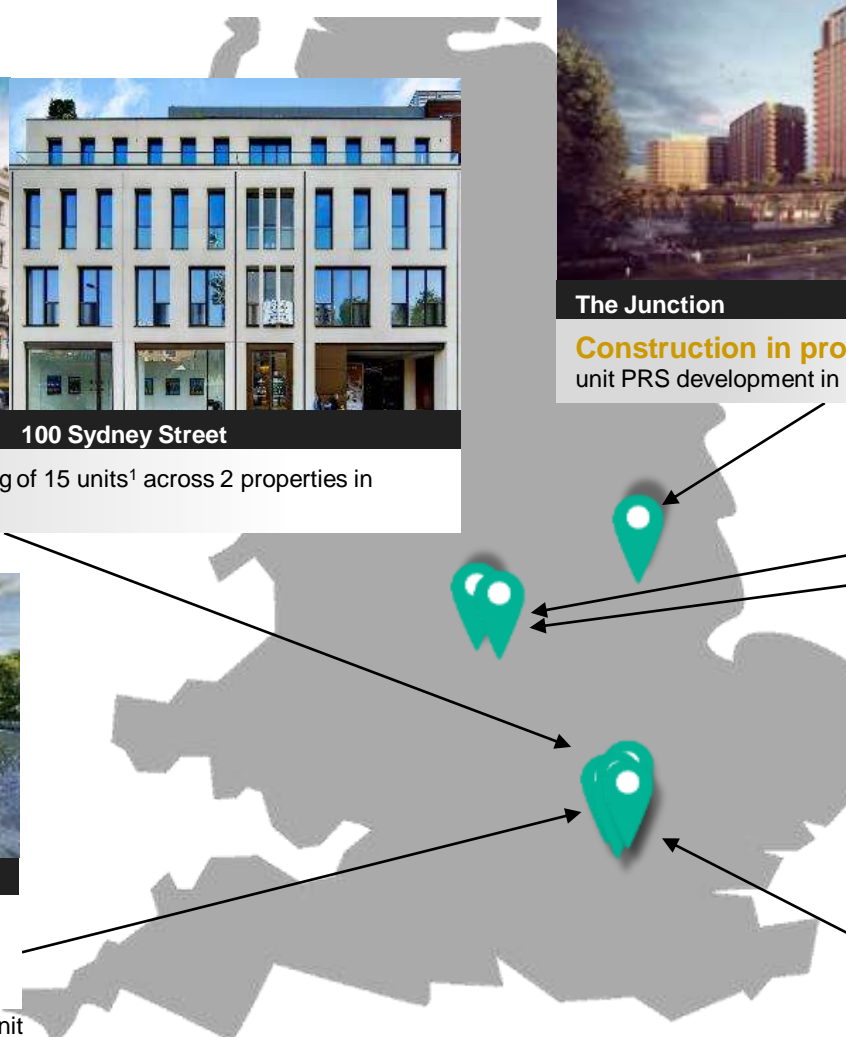 The Junction
Construction in pro
unit PRS development in
100 Sydney Street
g of 15 units¹ across 2 properties in
nit